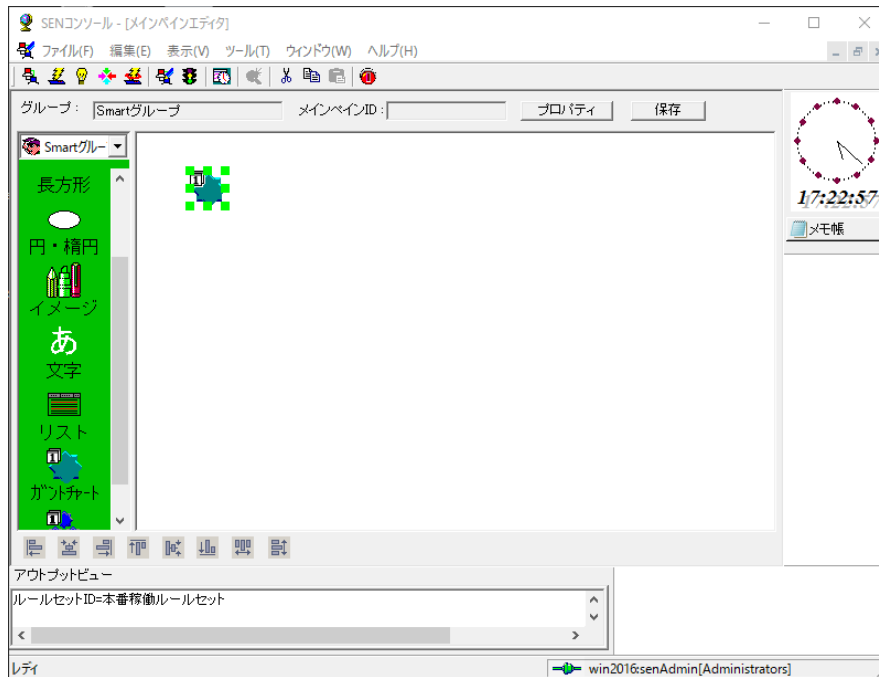 SENコンソール - [メインペインエディタ]
ファイル(F) 編集(E) 表示(V) ツール(T) ウィンドウ(W) ヘルプ(H)
グループ : Smartグループ メインペインID : プロパティ 保存
Smartグルー
長方形
円・楕円
イメージ
あ
文字
リスト
1
ガントチャート
1
1
17:22:57
メモ帳
アウトプットビュー
ルールセットID=本番稼働ルールセット
レディ
win2016:senAdmin[Administrators]